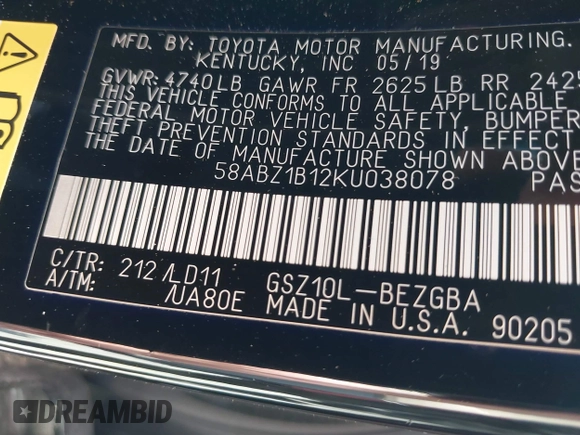 MFD. BY: TOYOTA MOTOR MANUFACTURING.
KENTUCKY, INC 05/19
GVWR: 4740LB GAWR FR 2625LB RR 242
THIS VEHICLE CONFORMS TO ALL APPLICABLE
FEDERAL MOTOR VEHICLE SAFETY, BUMPER
THEFT PREVENTION STANDARDS IN EFFECT
THE DATE OF MANUFACTURE SHOWN ABOVE
58ABZ1B12KU038078 PAS
C/TR: 212 /LD11 GSZ10L-BEZGBA
A/TM: /UA80E MADE IN U.S.A. 90205
DREAMBID